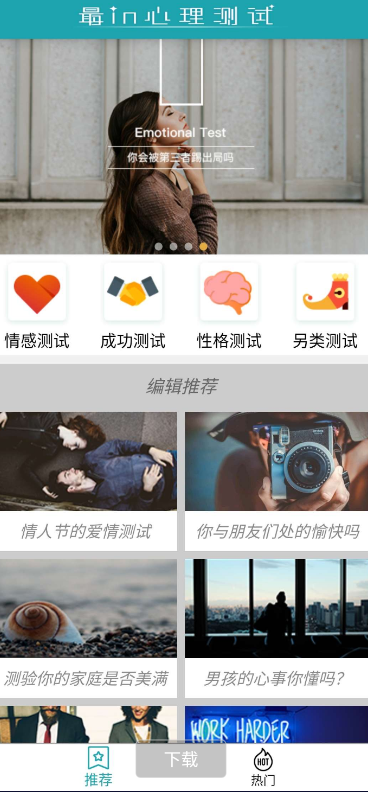 最in心理测试
Emotional Test
你会被第三者踢出局吗
情感测试
成功测试
性格测试
另类测试
编辑推荐
情人节的爱情测试
你与朋友们处的愉快吗
测验你的家庭是否美满
男孩的心事你懂吗?
WORK HARDER
推荐
下载
HOT
热门